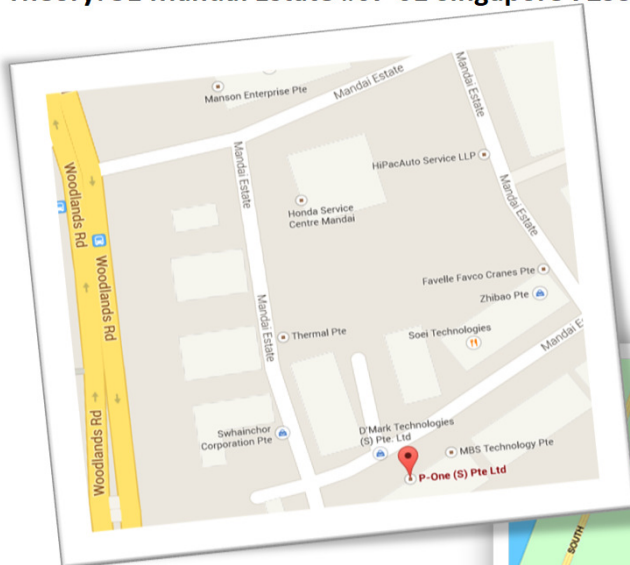 Manson Enterprise Pte
Mandai Estate
Mandai Estate
Mandai Estate
HiPacAuto Service LLP
Woodlands Rd
Honda Service
Centre Mandai
Mandai Estate
Woodlands Rd
Favelle Favco Cranes Pte
Zhibao Pte
Mandai Estate
Thermal Pte
Soei Technologies
Mandai E
Woodlands Rd
Swhainchor
Corporation Pte
D'Mark Technologies
(S) Pte. Ltd
MBS Technology Pte
P-One (S) Pte Ltd
SOUTH